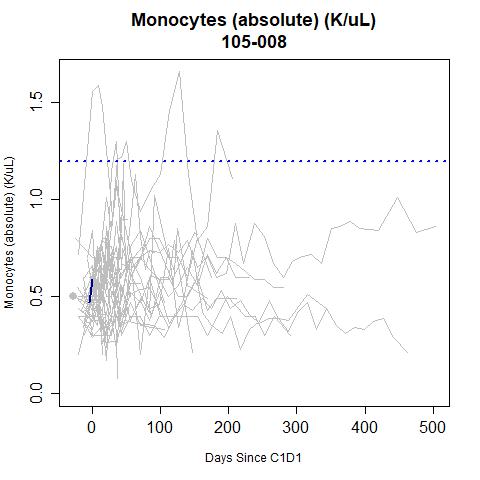 Monocytes (absolute) (K/uL)
105-008
Monocytes (absolute) (K/uL)
0.0
0.5
1.0
1.5
0 100 200 300 400 500
Days Since C1D1